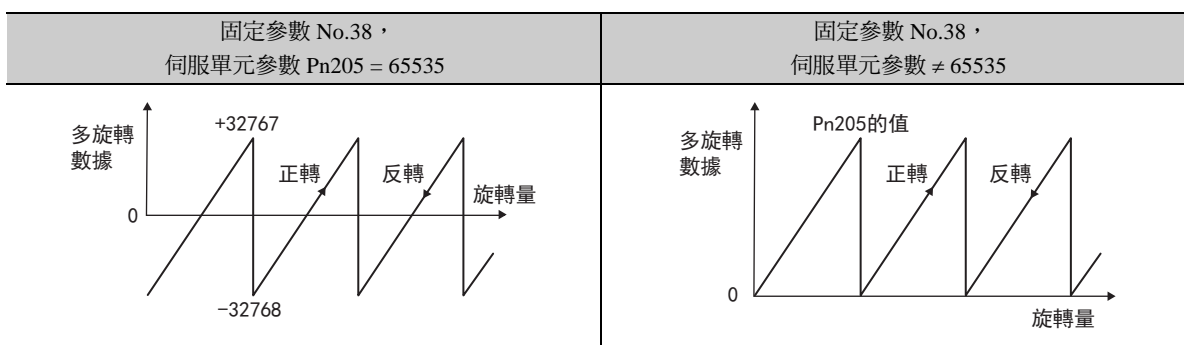 固定參數 No.38，
伺服單元參數 Pn205 = 65535
固定參數 No.38，
伺服單元參數 ≠ 65535
多旋轉
數據
+32767
正轉
反轉
旋轉量
0
−32768
多旋轉
數據
Pn205的值
正轉
反轉
0
旋轉量